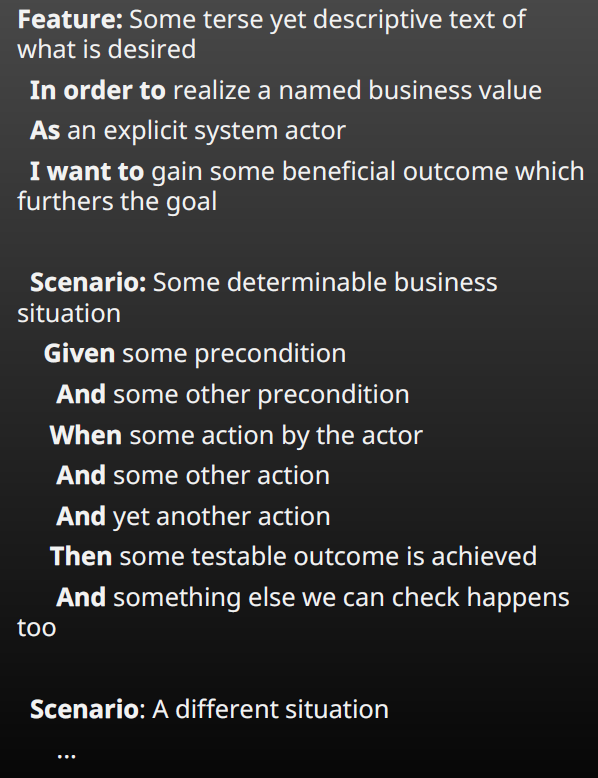 Feature: Some terse yet descriptive text of
what is desired
In order to realize a named business value
As an explicit system actor
I want to gain some beneficial outcome which
furthers the goal
Scenario: Some determinable business
situation
Given some precondition
And some other precondition
When some action by the actor
And some other action
And yet another action
Then some testable outcome is achieved
And something else we can check happens
too
Scenario: A different situation
...